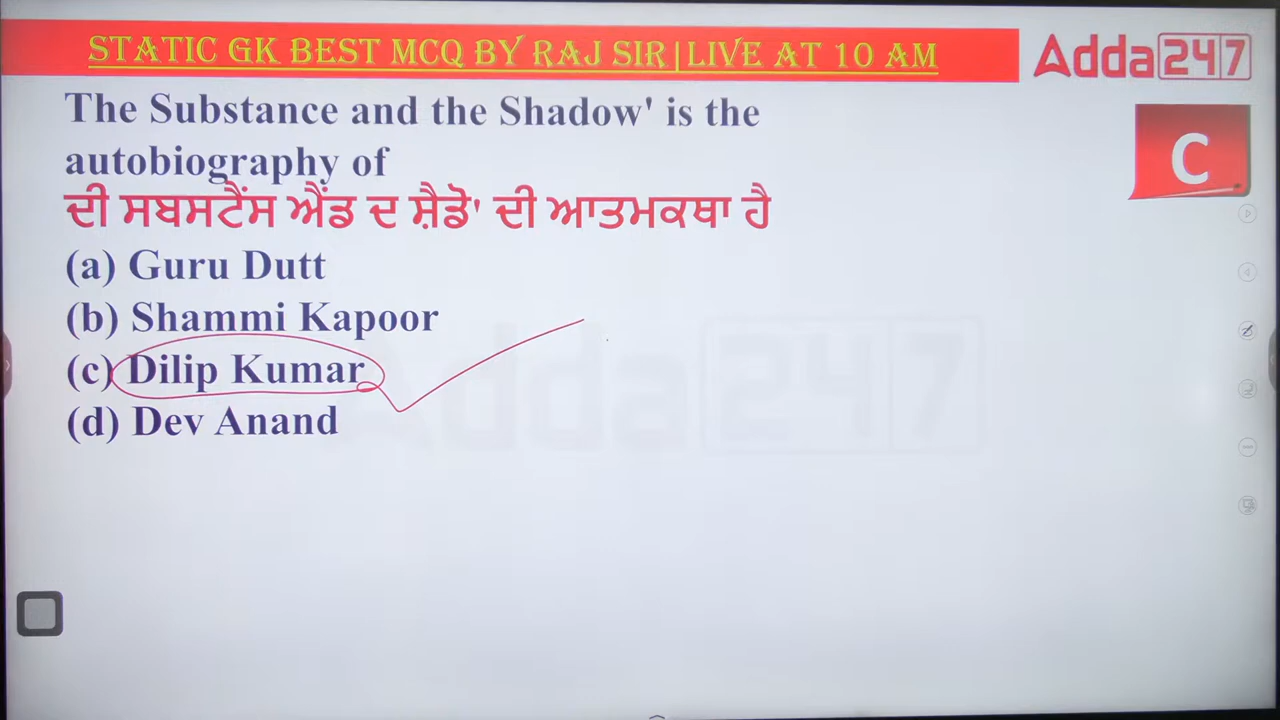 STATIC GK BEST MCQ BY RAJ SIR|LIVE AT 10 AM
Adda247
The Substance and the Shadow' is the
autobiography of
C
ਦੀ ਸਬਸਟੈਂਸ ਐਂਡ ਦ ਸ਼ੈਡੋ' ਦੀ ਆਤਮਕਥਾ ਹੈ
(a) Guru Dutt
(b) Shammi Kapoor
(c) Dilip Kumar
(d) Dev Anand
Adda247